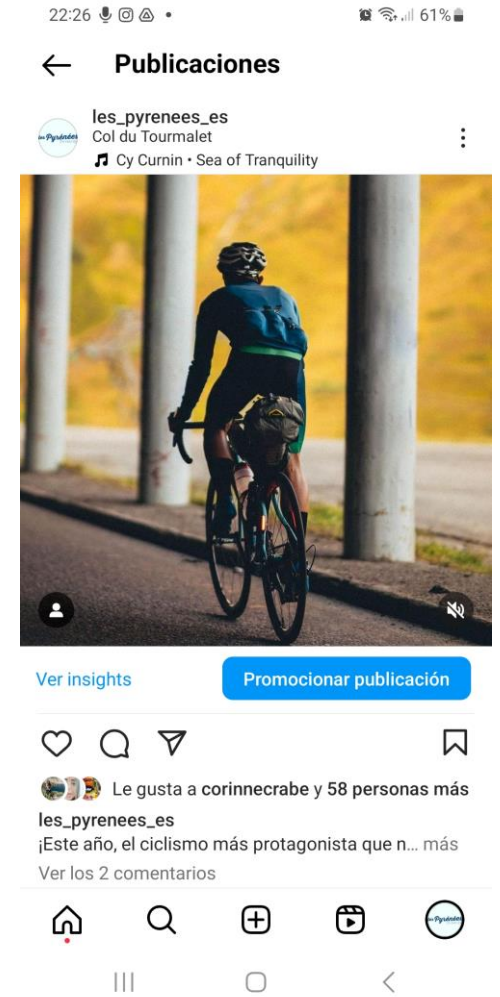 22:26
61%
Publicaciones
les_pyrenees_es
Col du Tourmalet
Cy Curnin • Sea of Tranquility
Ver insights
Promocionar publicación
Le gusta a corinnecrabe y 58 personas más
les_pyrenees_es
¡Este año, el ciclismo más protagonista que n... más
Ver los 2 comentarios